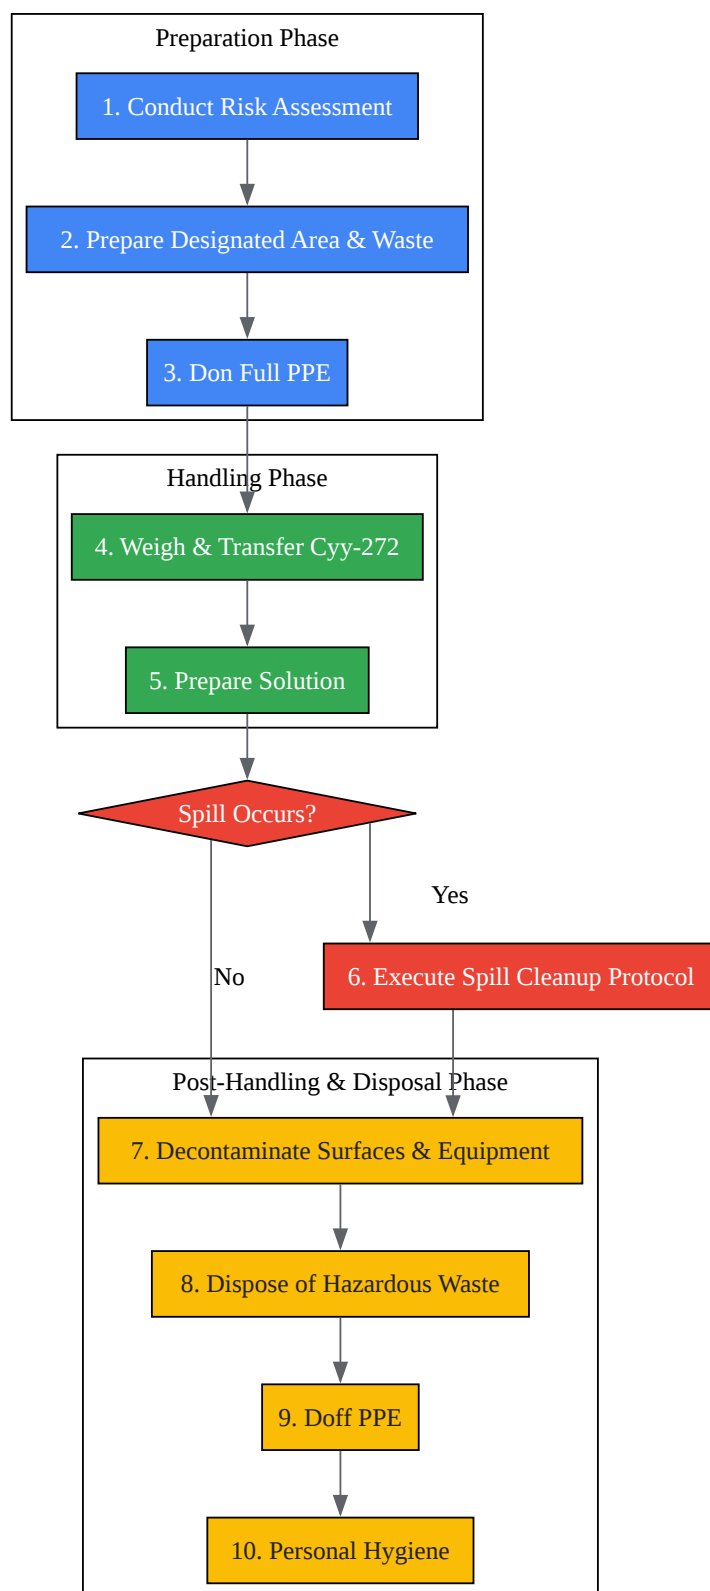 Preparation Phase
1. Conduct Risk Assessment
2. Prepare Designated Area & Waste
3. Don Full PPE
Handling Phase
4. Weigh & Transfer Cyy-272
5. Prepare Solution
Spill Occurs?
Yes
No
6. Execute Spill Cleanup Protocol
Post-Handling & Disposal Phase
7. Decontaminate Surfaces & Equipment
8. Dispose of Hazardous Waste
9. Doff PPE
10. Personal Hygiene